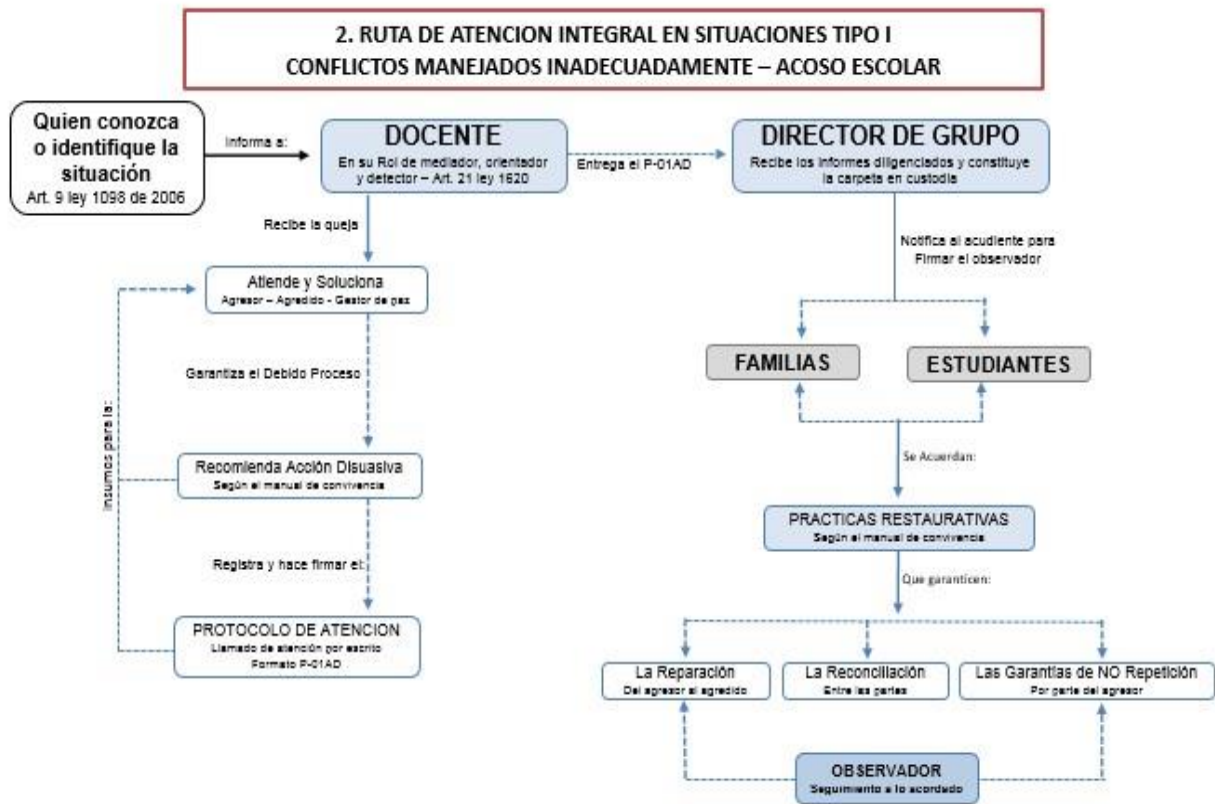 2. RUTA DE ATENCION INTEGRAL EN SITUACIONES TIPO I
CONFLICTOS MANEJADOS INADECUADAMENTE – ACOSO ESCOLAR
Quien conozca
o identifique la
situación
Art. 9 ley 1098 de 2006
Informa a:
DOCENTE
En su Rol de mediador, orientador
y detector – Art. 21 ley 1620
Entrega el P-01AD
DIRECTOR DE GRUPO
Recibe los informes diligenciados y constituye
la carpeta en custodia
Recibe la queja
Atiende y Soluciona
Agresor – Agredido - Gestor de paz
Garantiza el Debido Proceso
Recomienda Acción Disuasiva
Según el manual de convivencia
Registra y hace firmar el:
PROTOCOLO DE ATENCION
Llamado de atención por escrito
Formato P-01AD
Insumos para la:
Notifica al acudiente para
Firmar el observador
FAMILIAS
ESTUDIANTES
Se Acuerdan:
PRACTICAS RESTAURATIVAS
Según el manual de convivencia
Que garanticen:
La Reparación
Del agresor al agredido
La Reconciliación
Entre las partes
Las Garantías de NO Repetición
Por parte del agresor
OBSERVADOR
Seguimiento a lo acordado